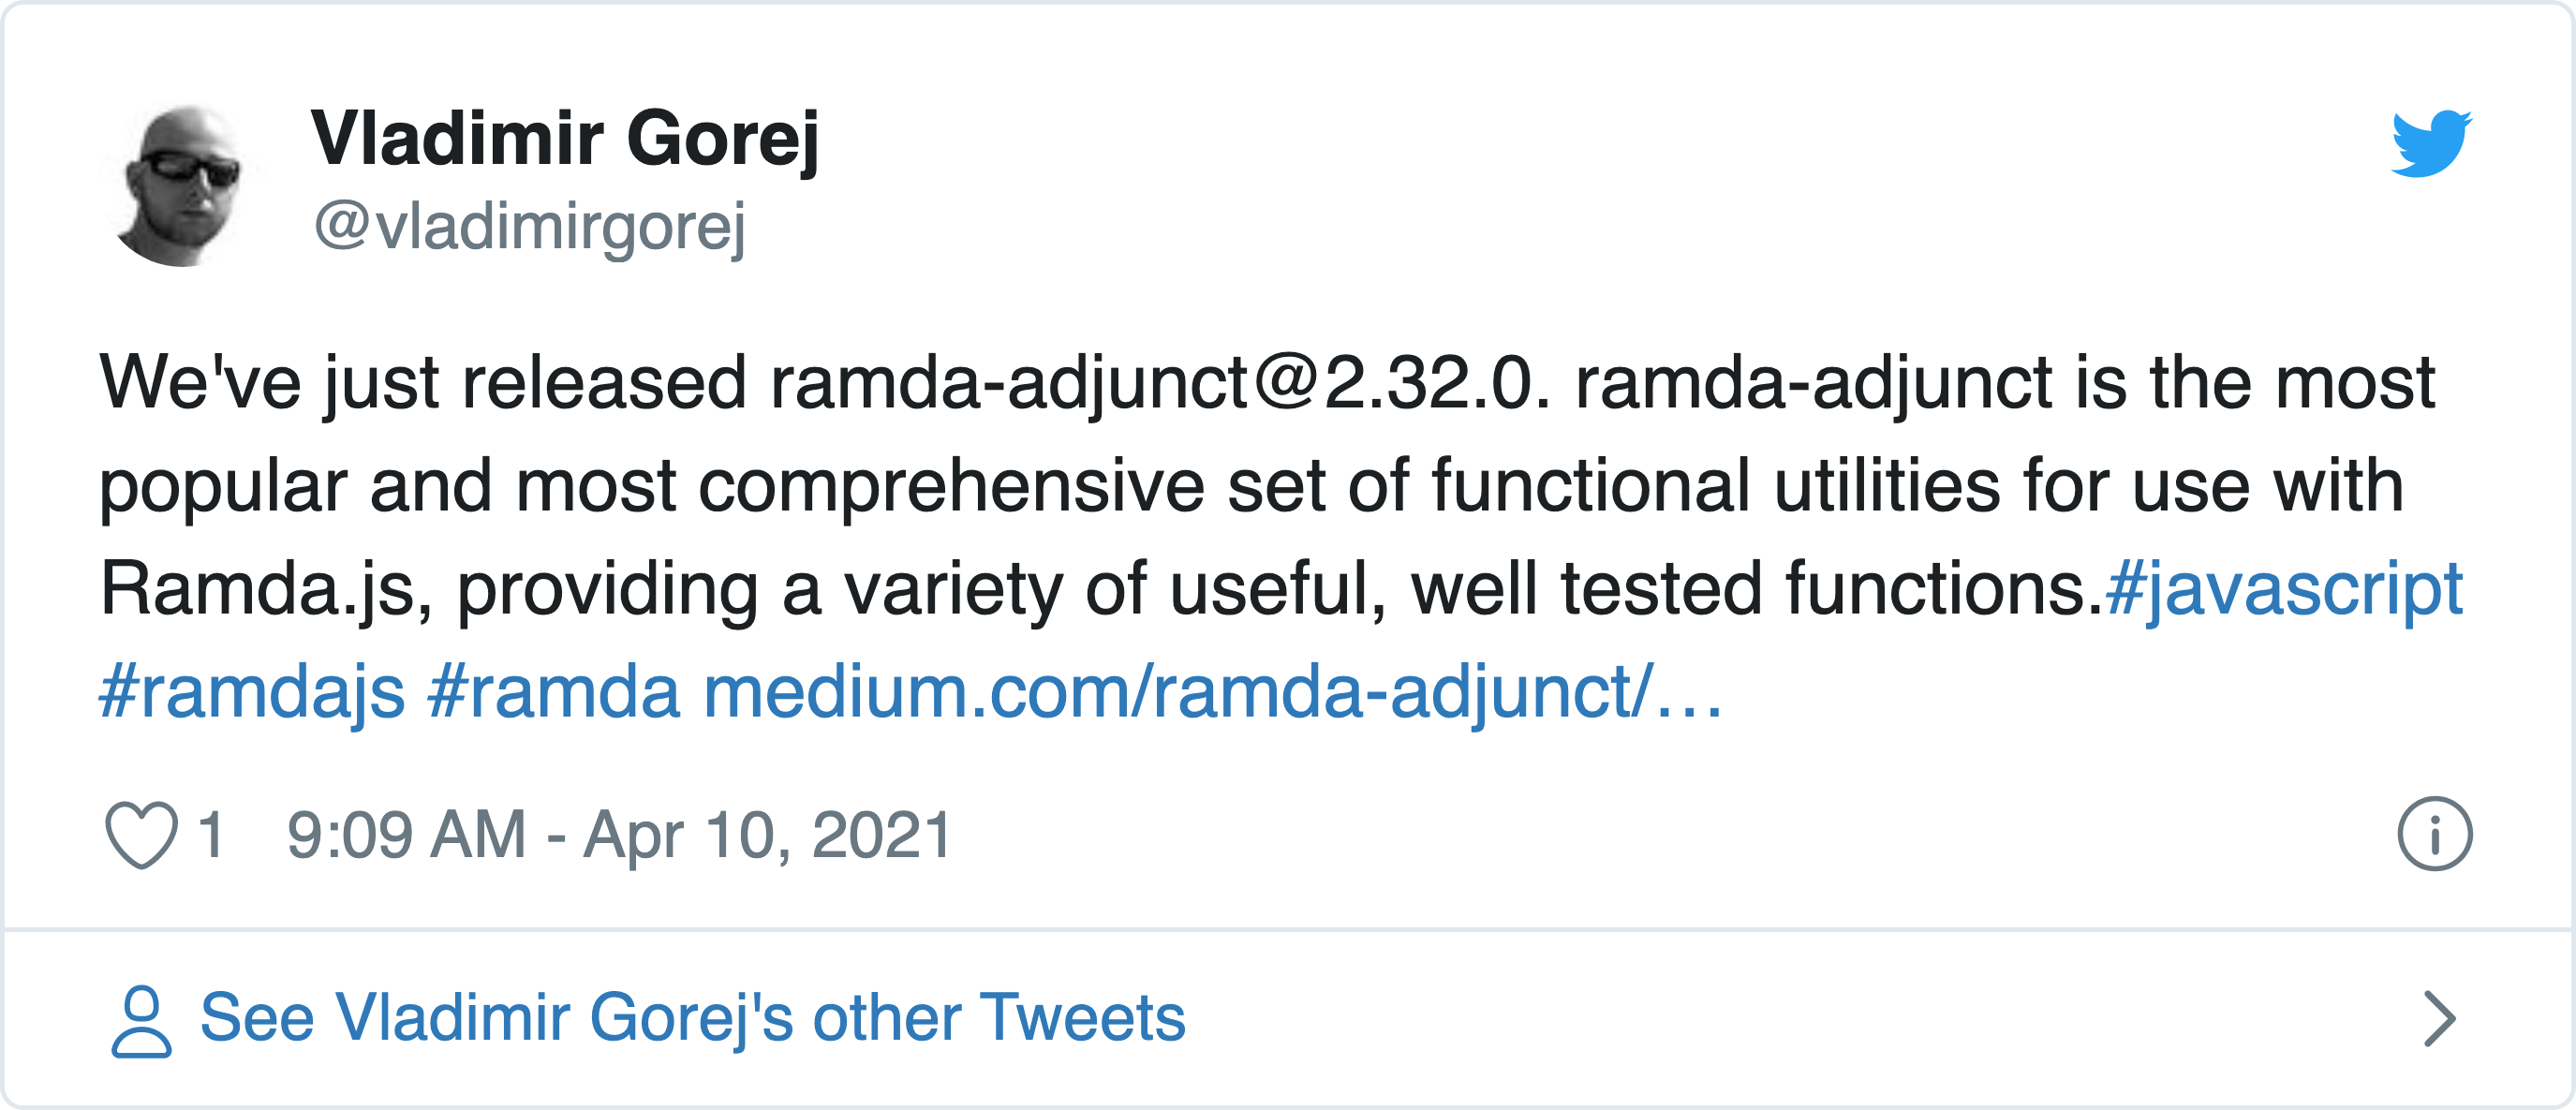 Vladimir Gorej
@vladimirgorej
We've just released ramda-adjunct@2.32.0. ramda-adjunct is the most
popular and most comprehensive set of functional utilities for use with
Ramda.js, providing a variety of useful, well tested functions.#javascript
#ramdajs #ramda medium.com/ramda-adjunct/…
1 9:09 AM - Apr 10, 2021
See Vladimir Gorej's other Tweets